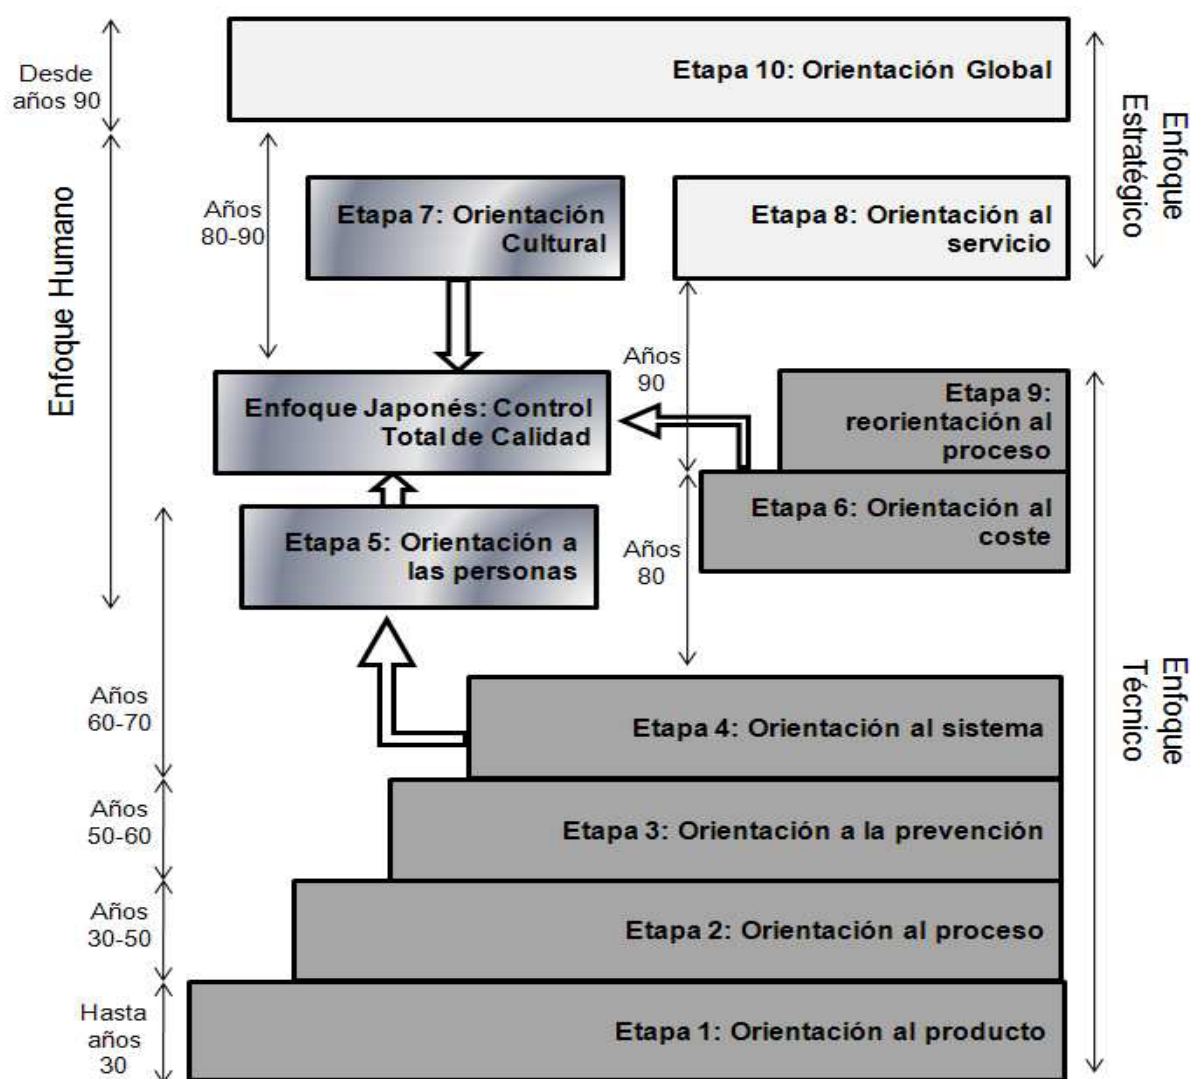 Desde
años 90
Etapa 10: Orientación Global
Enfoque
Estratégico
Enfoque Humano
Años
80-90
Etapa 7: Orientación
Cultural
Etapa 8: Orientación al
servicio
Años
90
Enfoque Japonés: Control
Total de Calidad
Etapa 9:
reorientación al
proceso
Etapa 6: Orientación al
coste
Etapa 5: Orientación a
las personas
Años
80
Enfoque
Técnico
Años
60-70
Etapa 4: Orientación al sistema
Años
50-60
Etapa 3: Orientación a la prevención
Años
30-50
Etapa 2: Orientación al proceso
Hasta
años
30
Etapa 1: Orientación al producto